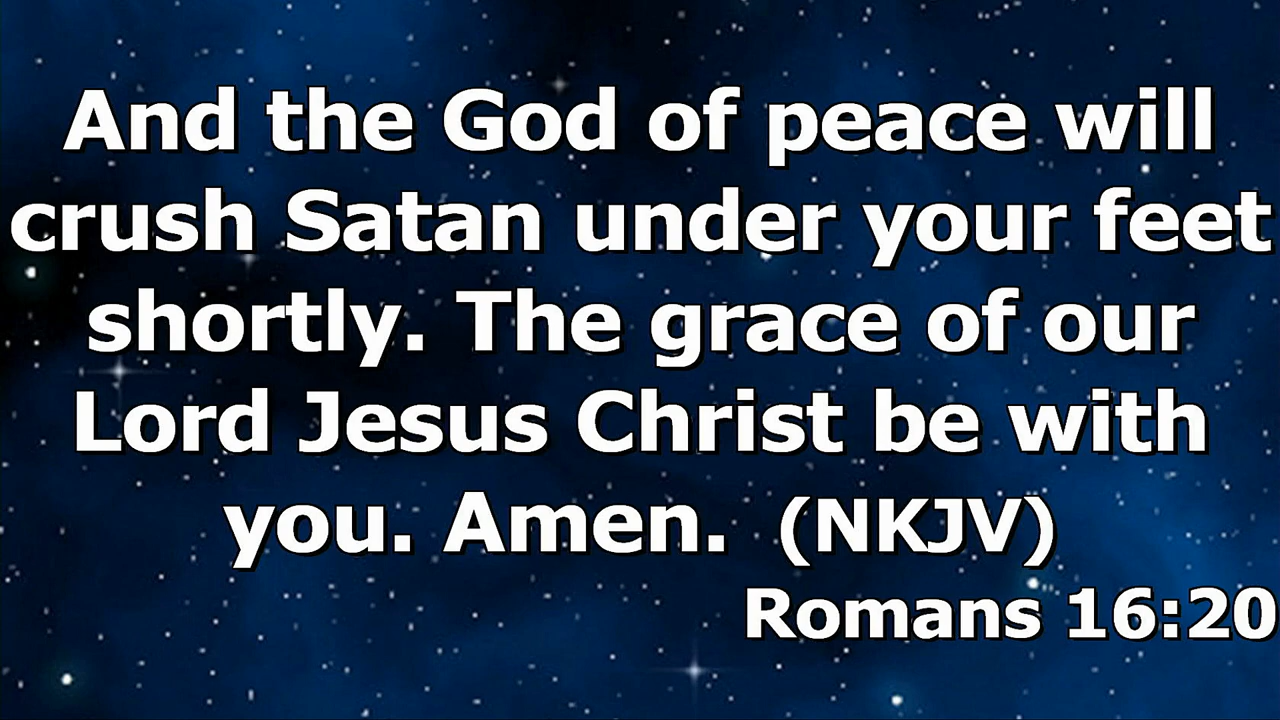 And the God of peace will
crush Satan under your feet
shortly. The grace of our
Lord Jesus Christ be with
you. Amen. (NKJV)
Romans 16:20